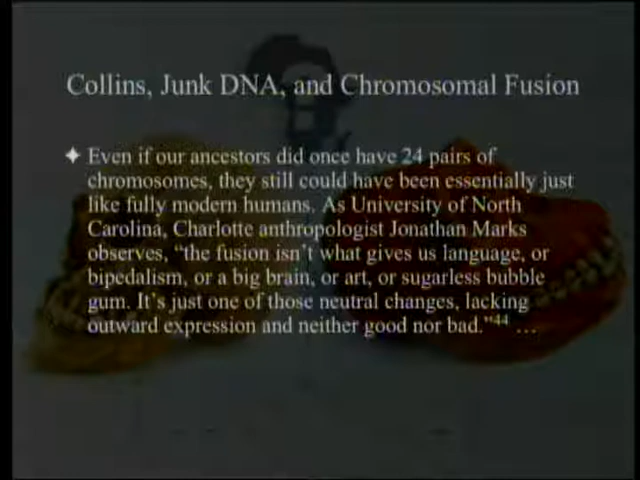 Collins, Junk DNA, and Chromosomal Fusion
Even if our ancestors did once have 24 pairs of
chromosomes, they still could have been essentially just
like fully modern humans. As University of North
Carolina, Charlotte anthropologist Jonathan Marks
observes, “the fusion isn’t what gives us language, or
bipedalism, or a big brain, or art, or sugarless bubble
gum. It’s just one of those neutral changes, lacking
outward expression and neither good nor bad.”44 …